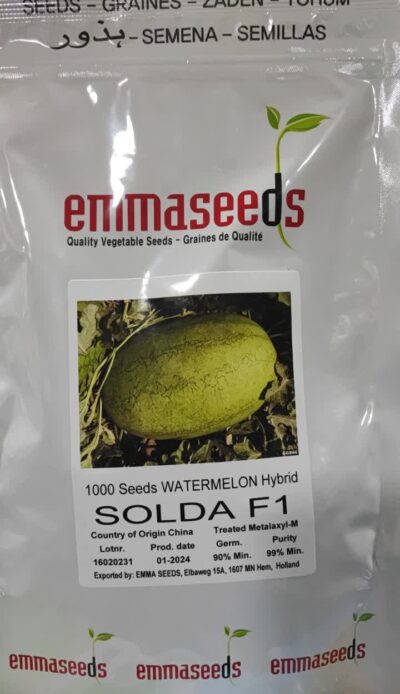 SEEDS – GRAINES – ZADEN – TOHUM
بذور – SEMENA – SEMILLAS
emmaseeds
Quality Vegetable Seeds – Graines de Qualité
1000 Seeds WATERMELON Hybrid
SOLDA F1
Country of Origin China Treated Metalaxyl-M
Lotnr. Prod. date Germ. Purity
16020231 01-2024 90% Min. 99% Min.
Exported by: EMMA SEEDS, Elbaweg 15A, 1607 MN Hem, Holland
emmaseeds emmaseeds emmaseeds